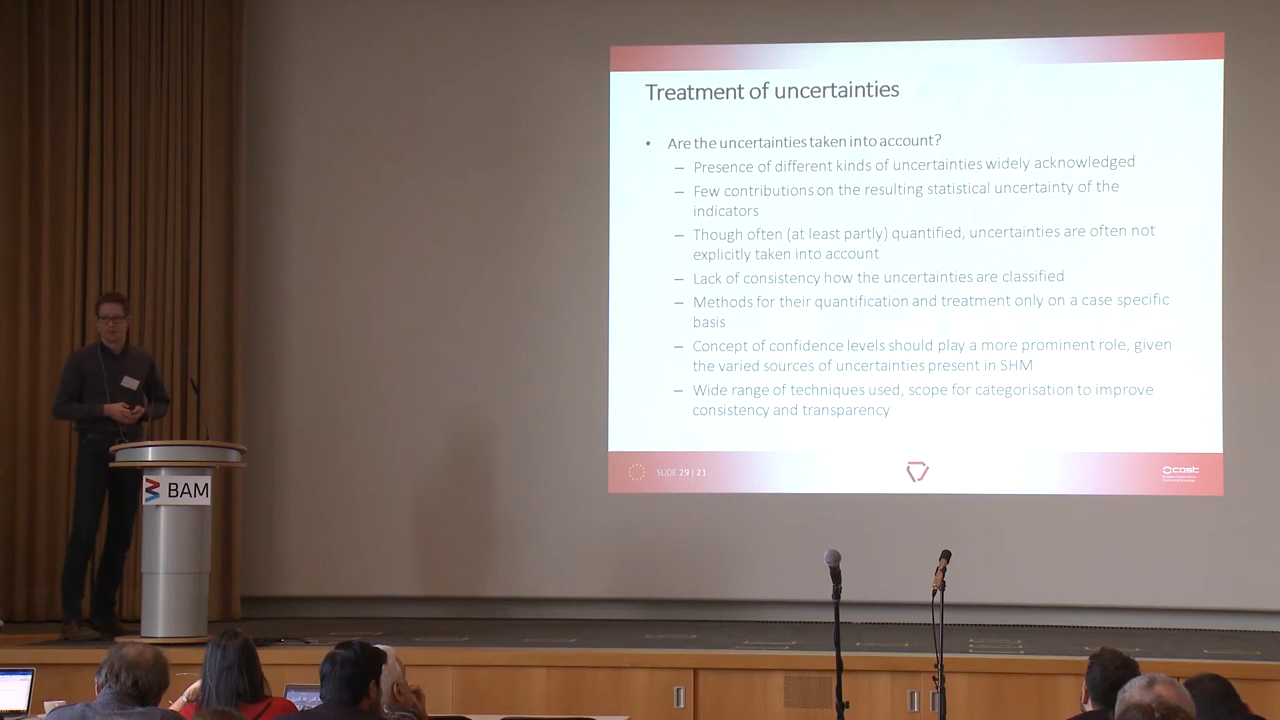 Treatment of uncertainties
• Are the uncertainties taken into account?
– Presence of different kinds of uncertainties widely acknowledged
– Few contributions on the resulting statistical uncertainty of the
indicators
– Though often (at least partly) quantified, uncertainties are often not
explicitly taken into account
– Lack of consistency how the uncertainties are classified
– Methods for their quantification and treatment only on a case specific
basis
– Concept of confidence levels should play a more prominent role, given
the varied sources of uncertainties present in SHM
– Wide range of techniques used, scope for categorisation to improve
consistency and transparency
SLIDE 29 | 21
cost
BAM